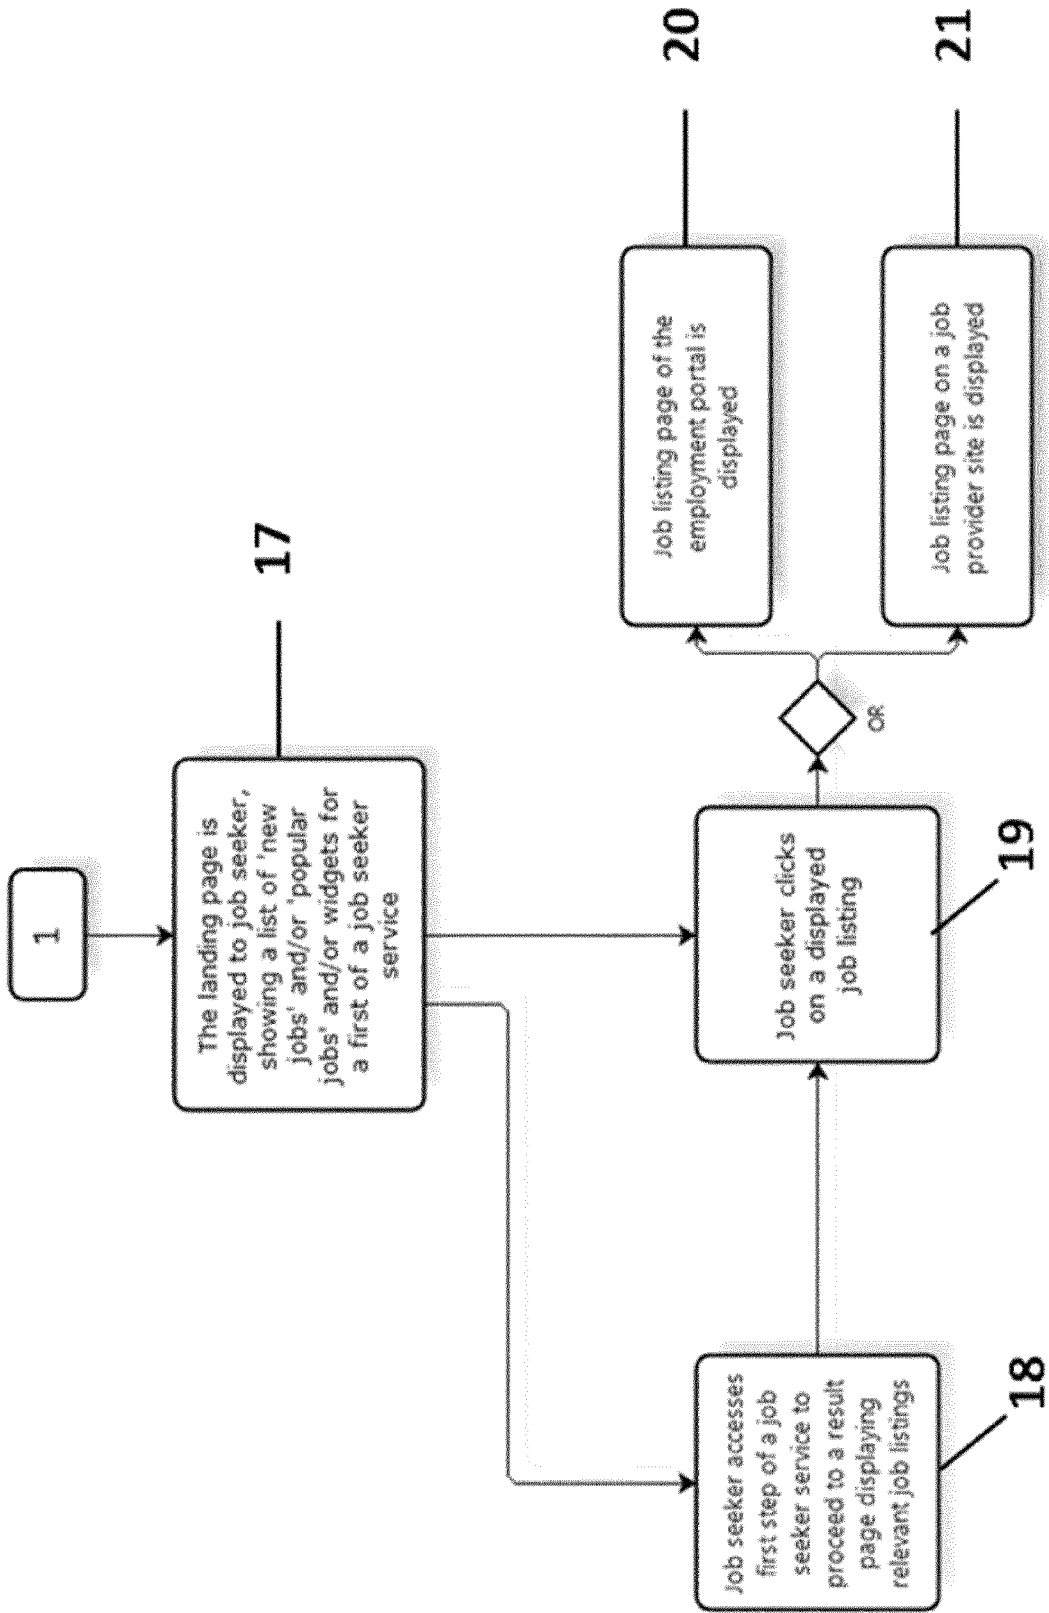 1
The landing page is
displayed to job seeker,
showing a list of 'new
jobs' and/or 'popular
jobs' and/or widgets for
a first of a job seeker
service
17
Job seeker accesses
first step of a job
seeker service to
proceed to a result
page displaying
relevant job listings
18
Job seeker clicks
on a displayed
job listing
19
OR
Job listing page of the
employment portal is
displayed
20
Job listing page on a job
provider site is displayed
21